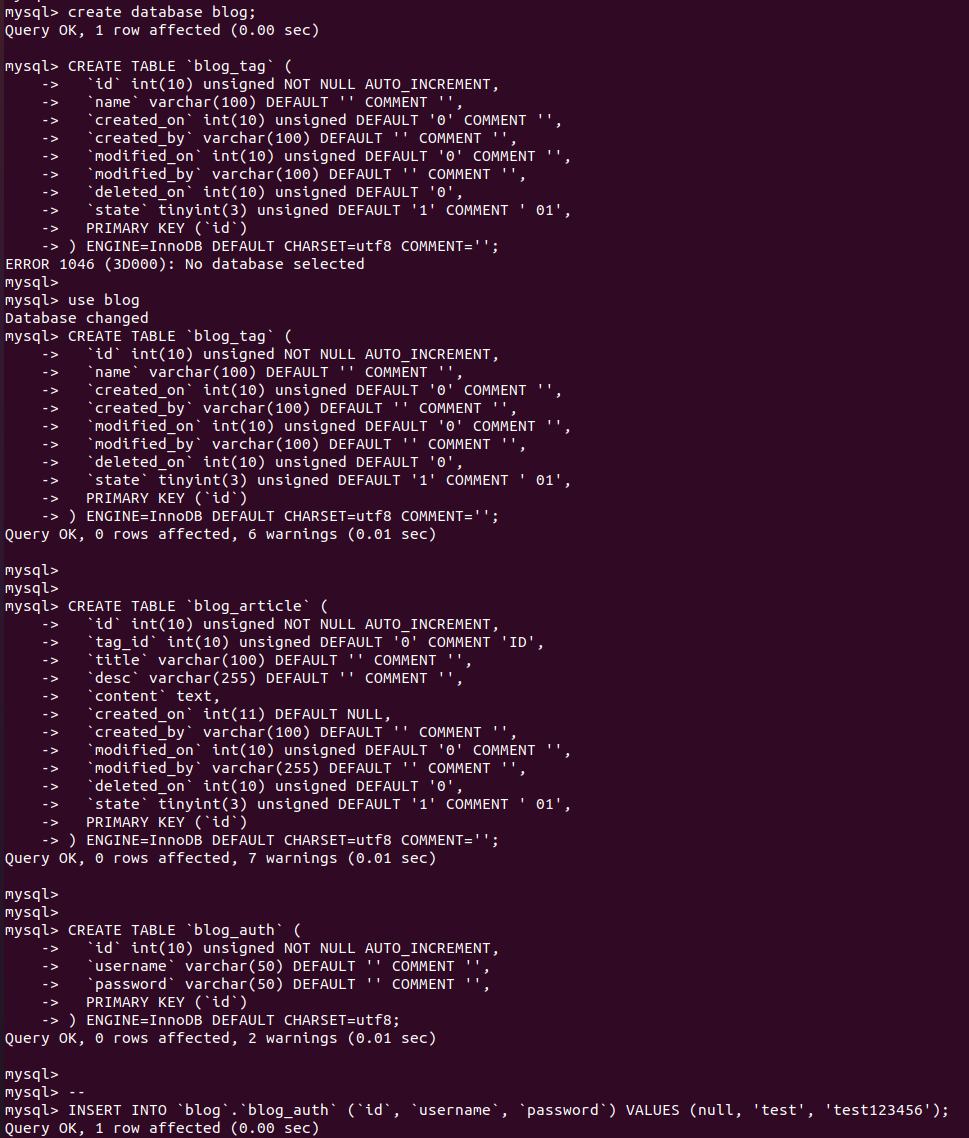 mysql> create database blog;
Query OK, 1 row affected (0.00 sec)
mysql> CREATE TABLE `blog_tag` (
    ->   `id` int(10) unsigned NOT NULL AUTO_INCREMENT,
    ->   `name` varchar(100) DEFAULT '' COMMENT '',
    ->   `created_on` int(10) unsigned DEFAULT '0' COMMENT '',
    ->   `created_by` varchar(100) DEFAULT '' COMMENT '',
    ->   `modified_on` int(10) unsigned DEFAULT '0' COMMENT '',
    ->   `modified_by` varchar(100) DEFAULT '' COMMENT '',
    ->   `deleted_on` int(10) unsigned DEFAULT '0',
    ->   `state` tinyint(3) unsigned DEFAULT '1' COMMENT ' 01',
    ->   PRIMARY KEY (`id`)
    -> ) ENGINE=InnoDB DEFAULT CHARSET=utf8 COMMENT='';
ERROR 1046 (3D000): No database selected
mysql>
mysql> use blog
Database changed
mysql> CREATE TABLE `blog_tag` (
    ->   `id` int(10) unsigned NOT NULL AUTO_INCREMENT,
    ->   `name` varchar(100) DEFAULT '' COMMENT '',
    ->   `created_on` int(10) unsigned DEFAULT '0' COMMENT '',
    ->   `created_by` varchar(100) DEFAULT '' COMMENT '',
    ->   `modified_on` int(10) unsigned DEFAULT '0' COMMENT '',
    ->   `modified_by` varchar(100) DEFAULT '' COMMENT '',
    ->   `deleted_on` int(10) unsigned DEFAULT '0',
    ->   `state` tinyint(3) unsigned DEFAULT '1' COMMENT ' 01',
    ->   PRIMARY KEY (`id`)
    -> ) ENGINE=InnoDB DEFAULT CHARSET=utf8 COMMENT='';
Query OK, 0 rows affected, 6 warnings (0.01 sec)
mysql>
mysql>
mysql> CREATE TABLE `blog_article` (
    ->   `id` int(10) unsigned NOT NULL AUTO_INCREMENT,
    ->   `tag_id` int(10) unsigned DEFAULT '0' COMMENT 'ID',
    ->   `title` varchar(100) DEFAULT '' COMMENT '',
    ->   `desc` varchar(255) DEFAULT '' COMMENT '',
    ->   `content` text,
    ->   `created_on` int(11) DEFAULT NULL,
    ->   `created_by` varchar(100) DEFAULT '' COMMENT '',
    ->   `modified_on` int(10) unsigned DEFAULT '0' COMMENT '',
    ->   `modified_by` varchar(255) DEFAULT '' COMMENT '',
    ->   `deleted_on` int(10) unsigned DEFAULT '0',
    ->   `state` tinyint(3) unsigned DEFAULT '1' COMMENT ' 01',
    ->   PRIMARY KEY (`id`)
    -> ) ENGINE=InnoDB DEFAULT CHARSET=utf8 COMMENT='';
Query OK, 0 rows affected, 7 warnings (0.01 sec)
mysql>
mysql>
mysql> CREATE TABLE `blog_auth` (
    ->   `id` int(10) unsigned NOT NULL AUTO_INCREMENT,
    ->   `username` varchar(50) DEFAULT '' COMMENT '',
    ->   `password` varchar(50) DEFAULT '' COMMENT '',
    ->   PRIMARY KEY (`id`)
    -> ) ENGINE=InnoDB DEFAULT CHARSET=utf8;
Query OK, 0 rows affected, 2 warnings (0.01 sec)
mysql>
mysql> --
mysql> INSERT INTO `blog`.`blog_auth` (`id`, `username`, `password`) VALUES (null, 'test', 'test123456');
Query OK, 1 row affected (0.00 sec)